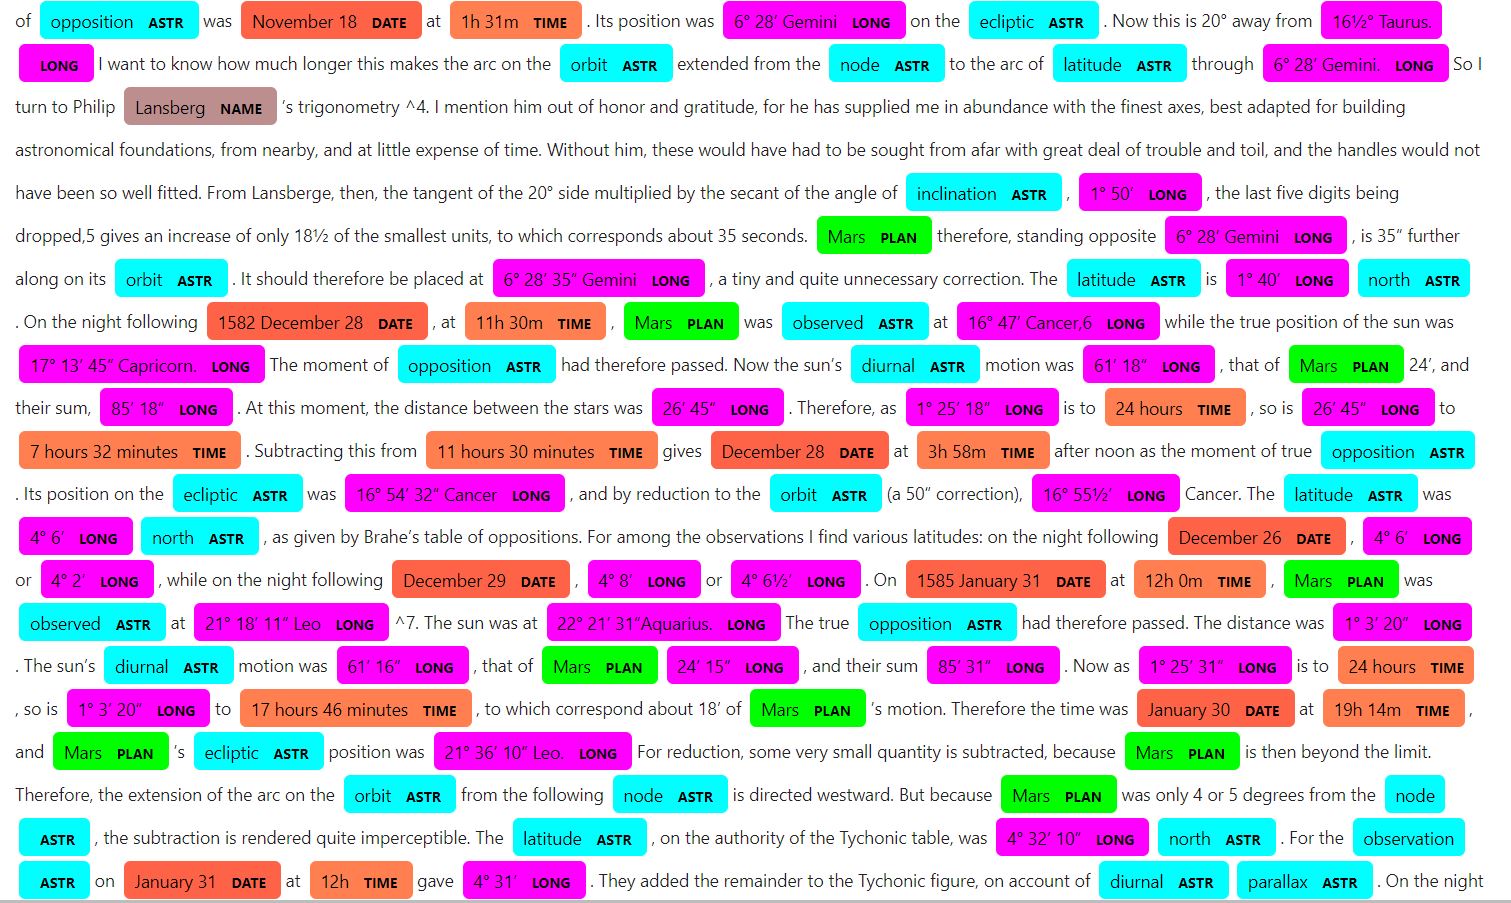 of opposition ASTR was November 18 DATE at 1h 31m TIME . Its position was 6° 28’ Gemini LONG on the ecliptic ASTR . Now this is 20° away from 16½° Taurus.
LONG I want to know how much longer this makes the arc on the orbit ASTR extended from the node ASTR to the arc of latitude ASTR through 6° 28’ Gemini. LONG So I
turn to Philip Lansberg NAME ’s trigonometry ^4. I mention him out of honor and gratitude, for he has supplied me in abundance with the finest axes, best adapted for building
astronomical foundations, from nearby, and at little expense of time. Without him, these would have had to be sought from afar with great deal of trouble and toil, and the handles would not
have been so well fitted. From Lansberge, then, the tangent of the 20° side multiplied by the secant of the angle of inclination ASTR , 1° 50’ LONG , the last five digits being
dropped,5 gives an increase of only 18½ of the smallest units, to which corresponds about 35 seconds. Mars PLAN therefore, standing opposite 6° 28’ Gemini LONG , is 35” further
along on its orbit ASTR . It should therefore be placed at 6° 28’ 35” Gemini LONG , a tiny and quite unnecessary correction. The latitude ASTR is 1° 40’ LONG north ASTR
. On the night following 1582 December 28 DATE , at 11h 30m TIME , Mars PLAN was observed ASTR at 16° 47’ Cancer,6 LONG while the true position of the sun was
17° 13’ 45” Capricorn. LONG The moment of opposition ASTR had therefore passed. Now the sun’s diurnal ASTR motion was 61’ 18” LONG , that of Mars PLAN 24’, and
their sum, 85’ 18” LONG . At this moment, the distance between the stars was 26’ 45” LONG . Therefore, as 1° 25’ 18” LONG is to 24 hours TIME , so is 26’ 45” LONG to
7 hours 32 minutes TIME . Subtracting this from 11 hours 30 minutes TIME gives December 28 DATE at 3h 58m TIME after noon as the moment of true opposition ASTR
. Its position on the ecliptic ASTR was 16° 54’ 32” Cancer LONG , and by reduction to the orbit ASTR (a 50” correction), 16° 55½’ LONG Cancer. The latitude ASTR was
4° 6’ LONG north ASTR , as given by Brahe’s table of oppositions. For among the observations I find various latitudes: on the night following December 26 DATE , 4° 6’ LONG
or 4° 2’ LONG , while on the night following December 29 DATE , 4° 8’ LONG or 4° 6½’ LONG . On 1585 January 31 DATE at 12h 0m TIME , Mars PLAN was
observed ASTR at 21° 18’ 11” Leo LONG ^7. The sun was at 22° 21’ 31”Aquarius. LONG The true opposition ASTR had therefore passed. The distance was 1° 3’ 20” LONG
. The sun’s diurnal ASTR motion was 61’ 16” LONG , that of Mars PLAN 24’ 15” LONG , and their sum 85’ 31” LONG . Now as 1° 25’ 31” LONG is to 24 hours TIME
, so is 1° 3’ 20” LONG to 17 hours 46 minutes TIME , to which correspond about 18’ of Mars PLAN ’s motion. Therefore the time was January 30 DATE at 19h 14m TIME ,
and Mars PLAN ’s ecliptic ASTR position was 21° 36’ 10” Leo. LONG For reduction, some very small quantity is subtracted, because Mars PLAN is then beyond the limit.
Therefore, the extension of the arc on the orbit ASTR from the following node ASTR is directed westward. But because Mars PLAN was only 4 or 5 degrees from the node
ASTR , the subtraction is rendered quite imperceptible. The latitude ASTR , on the authority of the Tychonic table, was 4° 32’ 10” LONG north ASTR . For the observation
ASTR on January 31 DATE at 12h TIME gave 4° 31’ LONG . They added the remainder to the Tychonic figure, on account of diurnal ASTR parallax ASTR . On the night